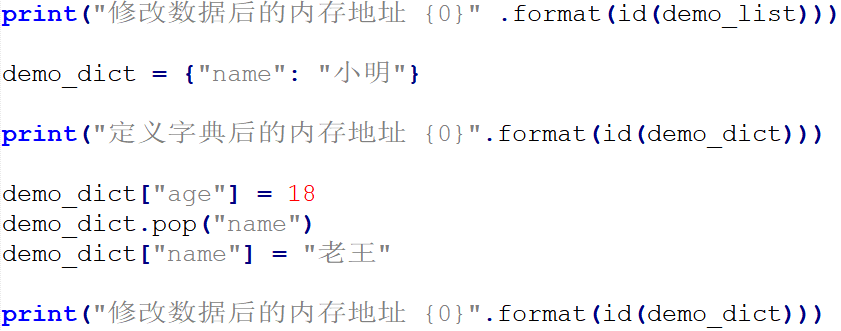 print("修改数据后的内存地址 {0}" .format(id(demo_list)))
demo_dict = {"name": "小明"}
print("定义字典后的内存地址 {0}".format(id(demo_dict)))
demo_dict["age"] = 18
demo_dict.pop("name")
demo_dict["name"] = "老王"
print("修改数据后的内存地址 {0}".format(id(demo_dict)))